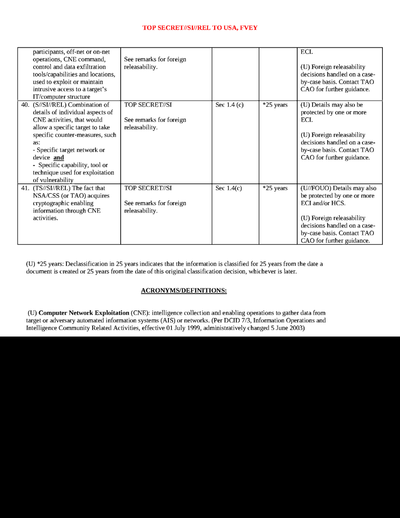 TOP SECRET//SI//REL TO USA, FVEY
participants, off-net or on-net
operations, CNE command,
control and data exfiltration
tools/capabilities and locations,
used to exploit or maintain
intrusive access to a target's
IT/computer structure
See remarks for foreign
releasability.
ECI.
(U) Foreign releasability
decisions handled on a case-
by-case basis. Contact TAO
CAO for further guidance.
40. (S//SI//REL) Combination of
details of individual aspects of
CNE activities, that would
allow a specific target to take
specific counter-measures, such
as:
- Specific target network or
device and
- Specific capability, tool or
technique used for exploitation
of vulnerability
TOP SECRET//SI
See remarks for foreign
releasability.
Sec 1.4 (c)
*25 years
(U) Details may also be
protected by one or more
ECI.
(U) Foreign releasability
decisions handled on a case-
by-case basis. Contact TAO
CAO for further guidance.
41. (TS//SI//REL) The fact that
NSA/CSS (or TAO) acquires
cryptographic enabling
information through CNE
activities.
TOP SECRET//SI
See remarks for foreign
releasability.
Sec 1.4(c)
*25 years
(U//FOUO) Details may also
be protected by one or more
ECI and/or HCS.
(U) Foreign releasability
decisions handled on a case-
by-case basis. Contact TAO
CAO for further guidance.
(U) *25 years: Declassification in 25 years indicates that the information is classified for 25 years from the date a
document is created or 25 years from the date of this original classification decision, whichever is later.
ACRONYMS/DEFINITIONS:
(U) Computer Network Exploitation (CNE): intelligence collection and enabling operations to gather data from
target or adversary automated information systems (AIS) or networks. (Per DCID 7/3, Information Operations and
Intelligence Community Related Activities, effective 01 July 1999, administratively changed 5 June 2003)